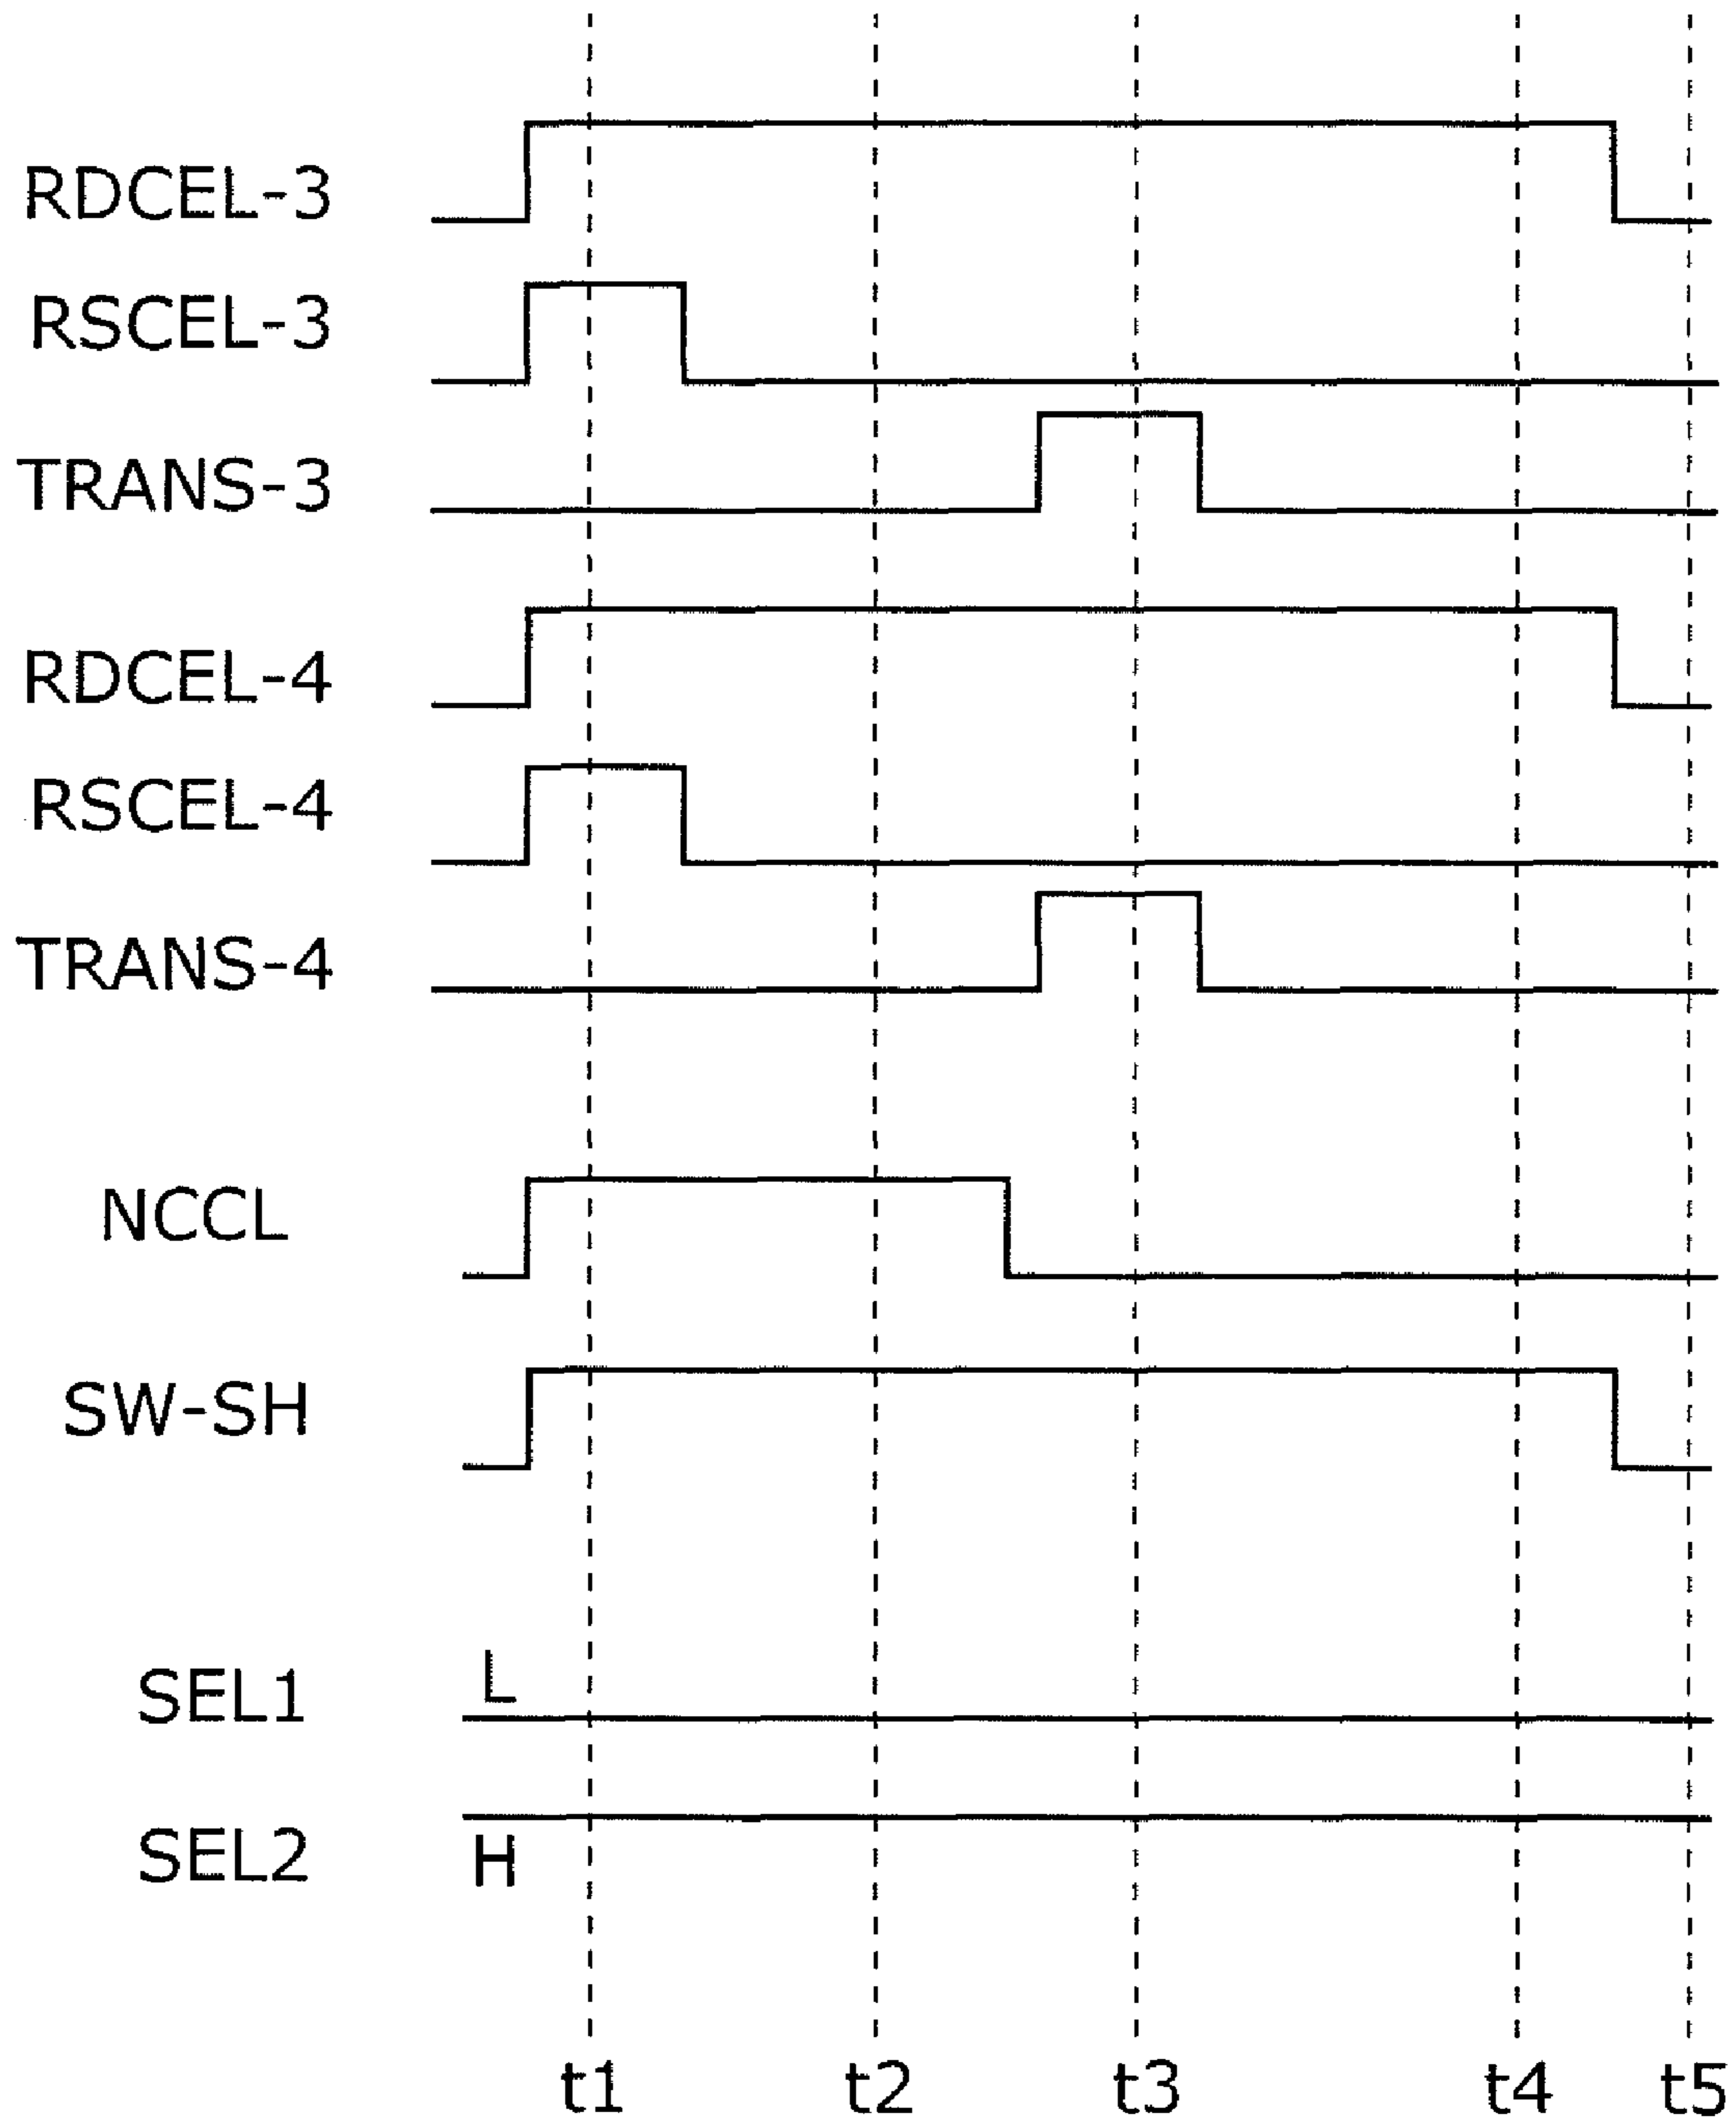 RDCEL-3
RSCEL-3
TRANS-3
RDCEL-4
RSCEL-4
TRANS-4
NCCL
SW-SH
SEL1 L
SEL2 H
t1 t2 t3 t4 t5